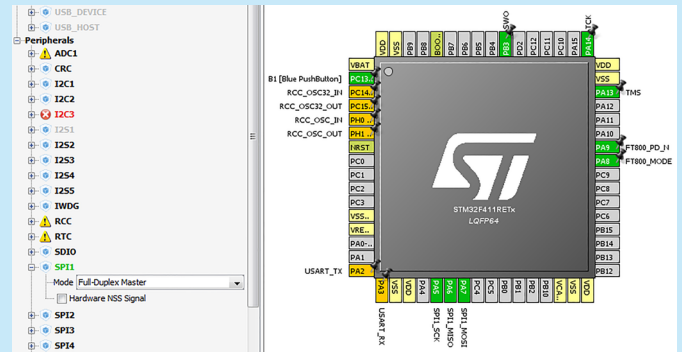 USB_DEVICE
USB_HOST
Peripherals
ADC1
CRC
I2C1
I2C2
I2C3
I2S1
I2S2
I2S3
I2S4
I2S5
IWDG
RCC
RTC
SDIO
SPI1
Mode Full-Duplex Master
Hardware NSS Signal
SPI2
SPI3
SPI4
SWO
TCK
VDD
VSS
PB9
PB8
BOO..
PB7
PB6
PB5
PB4
PB3..
PD2
PC12
PC11
PC10
PA15
PA14..
VBAT
B1 [Blue PushButton] PC13..
RCC_OSC32_IN PC14..
RCC_OSC32_OUT PC15..
RCC_OSC_IN PH0 ..
RCC_OSC_OUT PH1 ..
NRST
PC0
PC1
PC2
PC3
VSS..
VRE..
PA0-..
PA1
USART_TX PA2
VDD
VSS
PA13 TMS
PA12
PA11
PA10
PA9 FT800_PD_N
PA8 FT800_MODE
PC9
PC8
PC7
PC6
PB15
PB14
PB13
PB12
ST
STM32F411RETx
LQFP64
PA3
VSS
VDD
PA4
PA5
PA6
PA7
PC4
PC5
PB0
PB1
PB2
PB10
VCA..
VSS
VDD
USART_RX
SPI1_SCK
SPI1_MISO
SPI1_MOSI